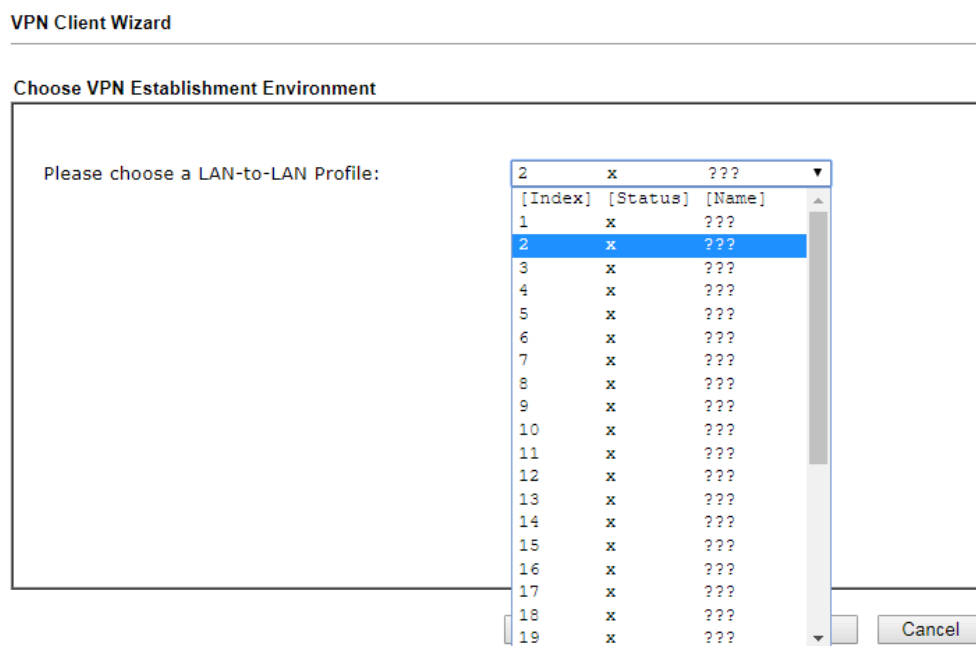 VPN Client Wizard
Choose VPN Establishment Environment
Please choose a LAN-to-LAN Profile: 2 x ???
[Index] [Status] [Name]
1 x ???
2 x ???
3 x ???
4 x ???
5 x ???
6 x ???
7 x ???
8 x ???
9 x ???
10 x ???
11 x ???
12 x ???
13 x ???
14 x ???
15 x ???
16 x ???
17 x ???
18 x ???
19 x ???
Cancel